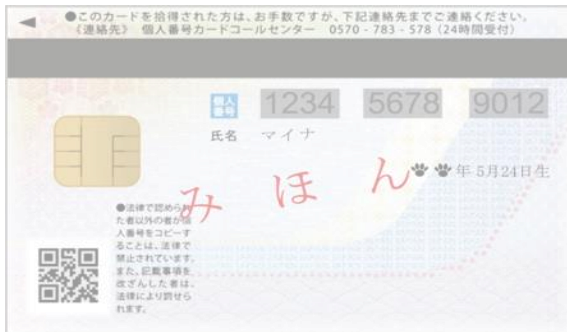 ●このカードを拾得された方は、お手数ですが、下記連絡先までご連絡ください。
《連絡先》 個人番号カードコールセンター 0570-783-578(24時間受付)
個人番号 1234 5678 9012
氏名 マイナ
年 5月24日生
みほん
●法律で認められ
た者以外の者が個
人番号をコピーす
ることは、法律で
禁止されています。
また、記載事項を
改ざんした者は、
法律により罰せら
れます。